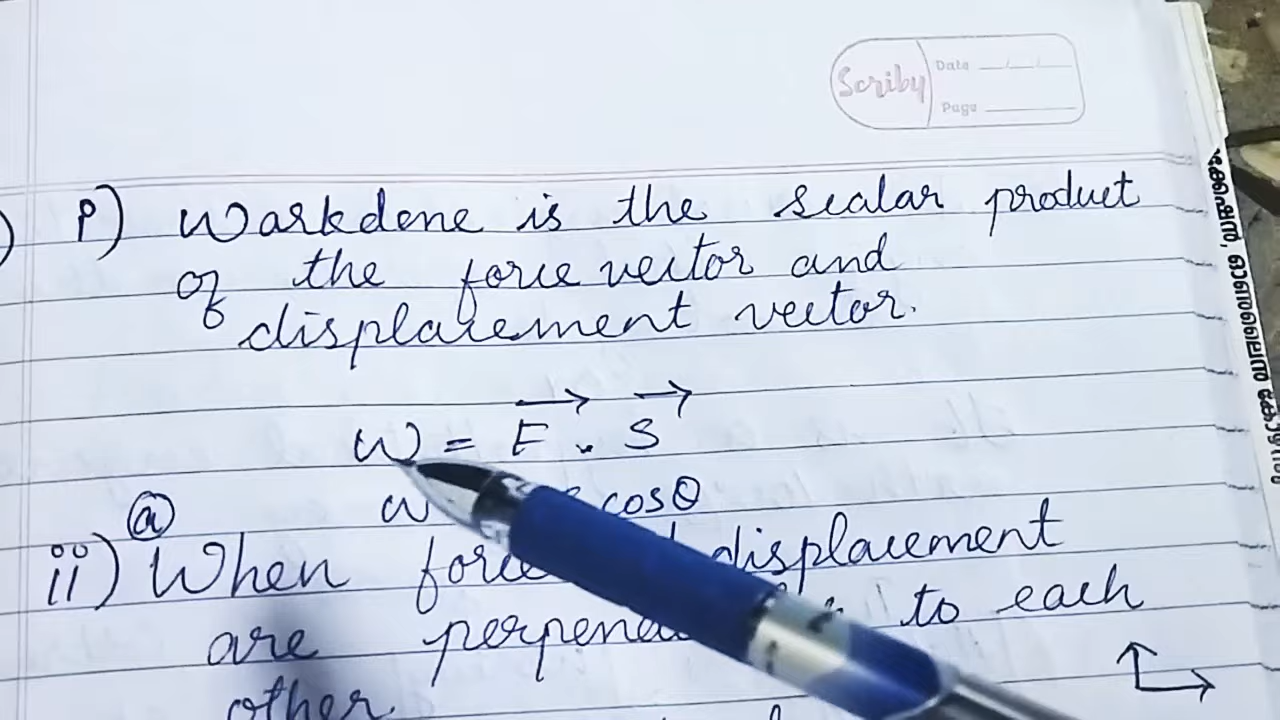 Scriby
Date
Page
P) Workdone is the scalar product
of the force vector and
displacement vector.
W = F . S
W cosθ
(a)
ii) When force displacement
are to each
other.